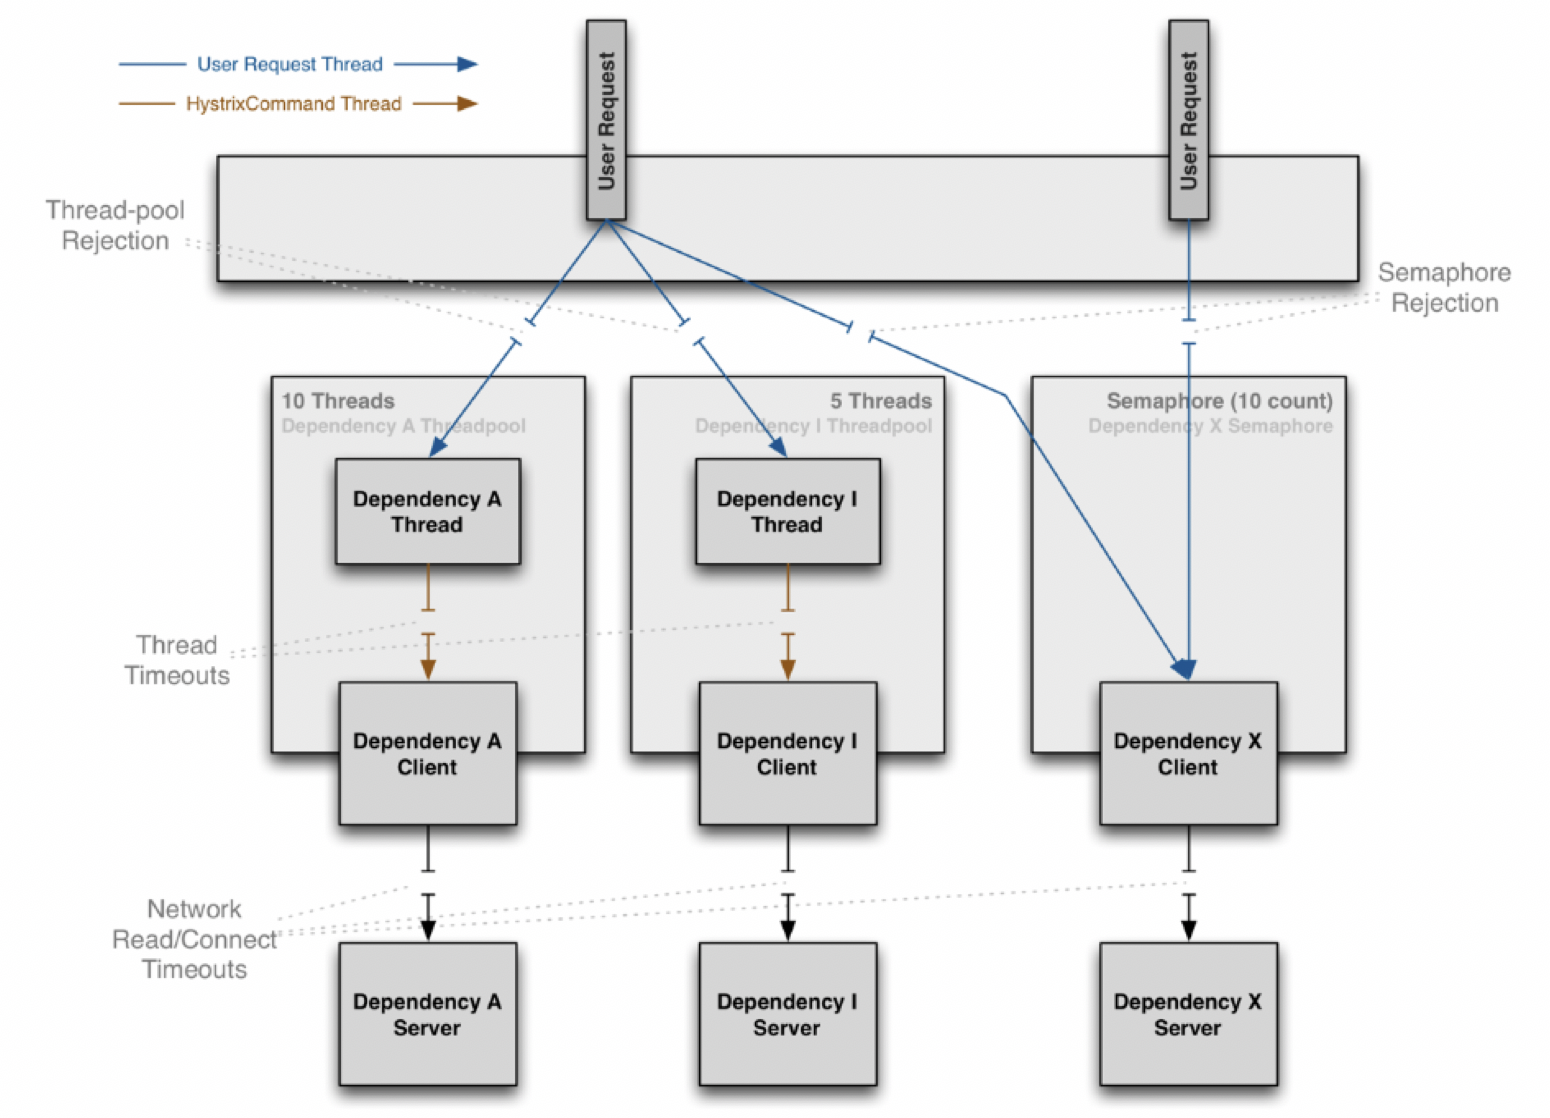 User Request Thread
HystrixCommand Thread
User Request
User Request
Thread-pool
Rejection
Semaphore
Rejection
10 Threads
Dependency A Threadpool
5 Threads
Dependency I Threadpool
Semaphore (10 count)
Dependency X Semaphore
Dependency A
Thread
Dependency I
Thread
Thread
Timeouts
Dependency A
Client
Dependency I
Client
Dependency X
Client
Network
Read/Connect
Timeouts
Dependency A
Server
Dependency I
Server
Dependency X
Server